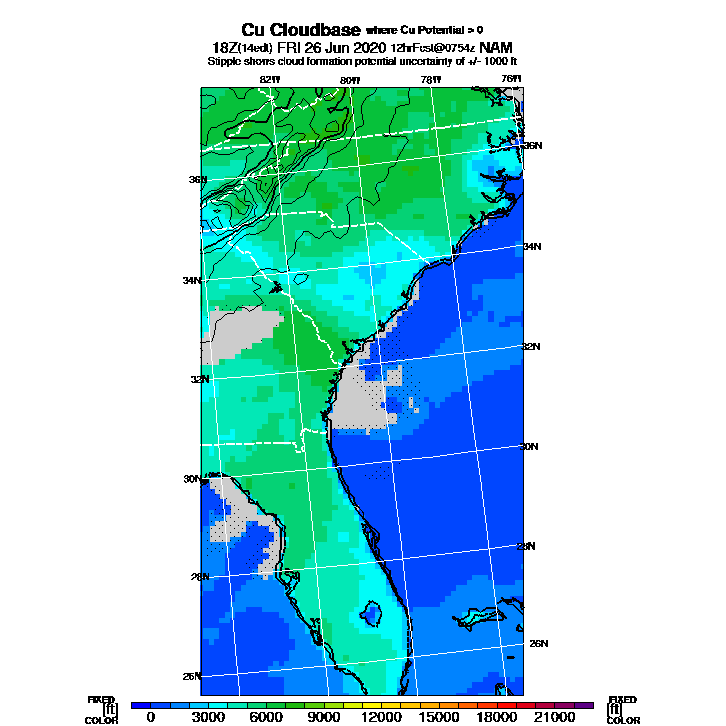 Cu Cloudbase where Cu Potential > 0
18Z(14edt) FRI 26 Jun 2020 12hrFcst@0754z NAM
Stipple shows cloud formation potential uncertainty of +/- 1000 ft
82W 80W 78W 76W
36N
36N
34N
34N
32N
32N
30N
30N
28N
28N
26N
26N
FIXED FIXED
[ft] [ft]
COLOR 0 3000 6000 9000 12000 15000 18000 21000 COLOR